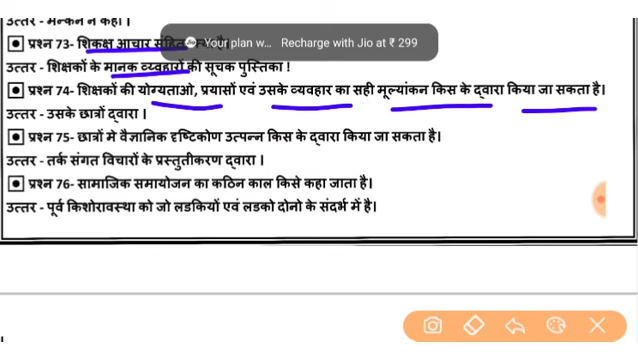 उत्तर - मैकेन ने कहा।
प्रश्न 73- शिक्षक आचार संहिता क्या है।
Your plan w... Recharge with Jio at ₹ 299
उत्तर - शिक्षकों के मानक व्य्वहारों की सूचक पुस्तिका !
प्रश्न 74- शिक्षकों की योग्यताओ, प्रयासों एवं उसके व्यवहार का सही मूल्यांकन किस के द्वारा किया जा सकता है।
उत्तर - उसके छात्रों द्वारा ।
प्रश्न 75- छात्रों मे वैज्ञानिक दृष्टिकोण उत्पन्न किस के द्वारा किया जा सकता है।
उत्तर - तर्क संगत विचारों के प्रस्तुतीकरण द्वारा ।
प्रश्न 76- सामाजिक समायोजन का कठिन काल किसे कहा जाता है।
उत्तर - पूर्व किशोरावस्था को जो लडकियों एवं लडको दोनो के संदर्भ में है।